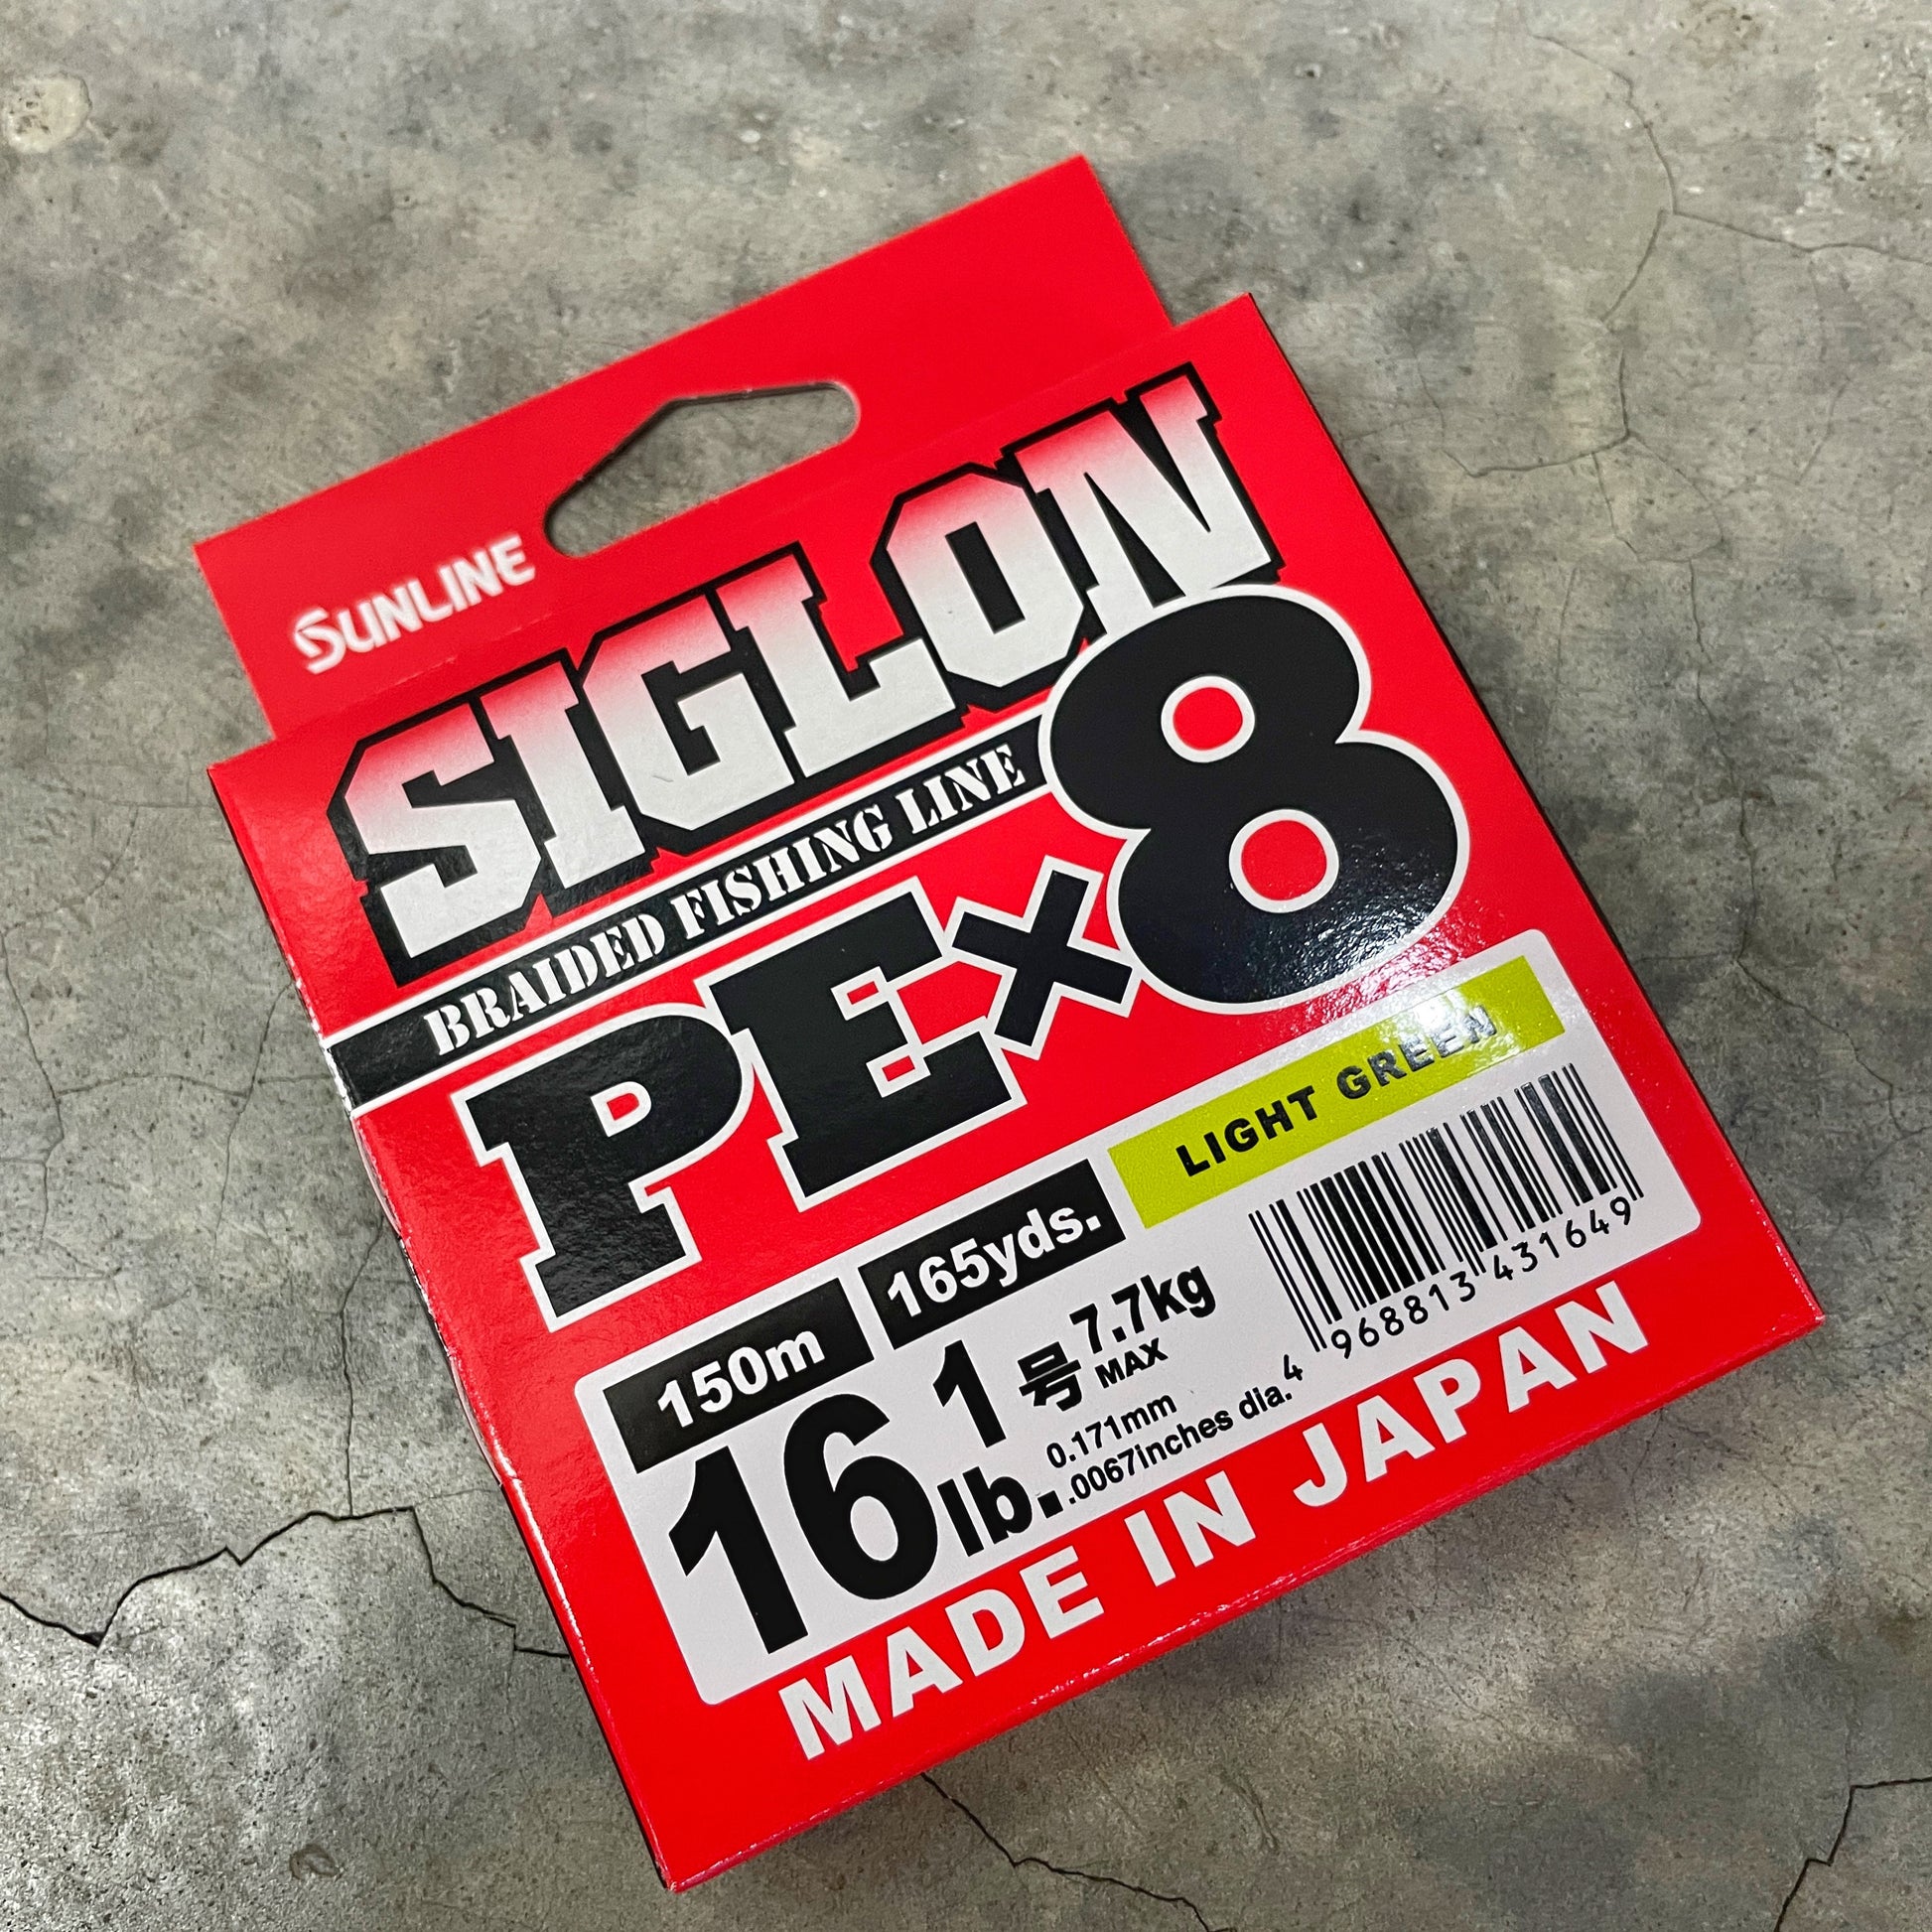 SUNLINE
SIGLON
BRAIDED FISHING LINE
PE×8
LIGHT GREEN
150m 165yds.
16lb. 1号 7.7kg
MAX
0.171mm
.0067inches dia.
4 968813 431649
MADE IN JAPAN